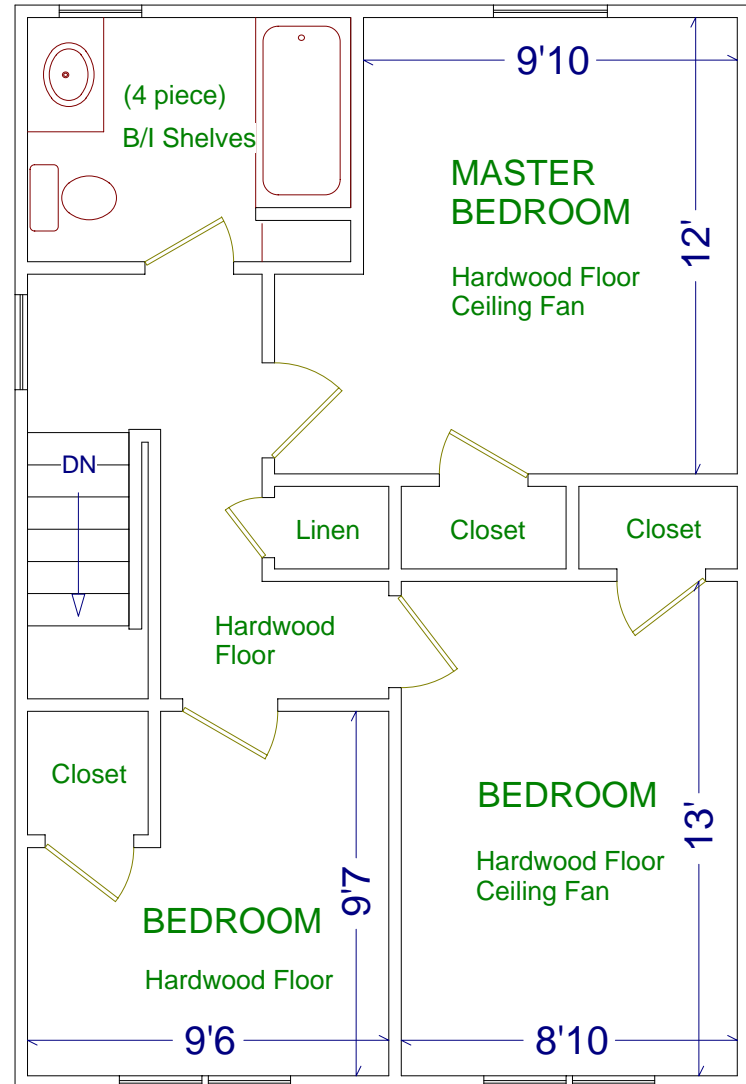 (4 piece)
B/I Shelves
9'10
MASTER
BEDROOM
12'
Hardwood Floor
Ceiling Fan
DN
Linen
Closet
Closet
Hardwood
Floor
Closet
BEDROOM
13'
Hardwood Floor
Ceiling Fan
9'7
BEDROOM
Hardwood Floor
9'6
8'10